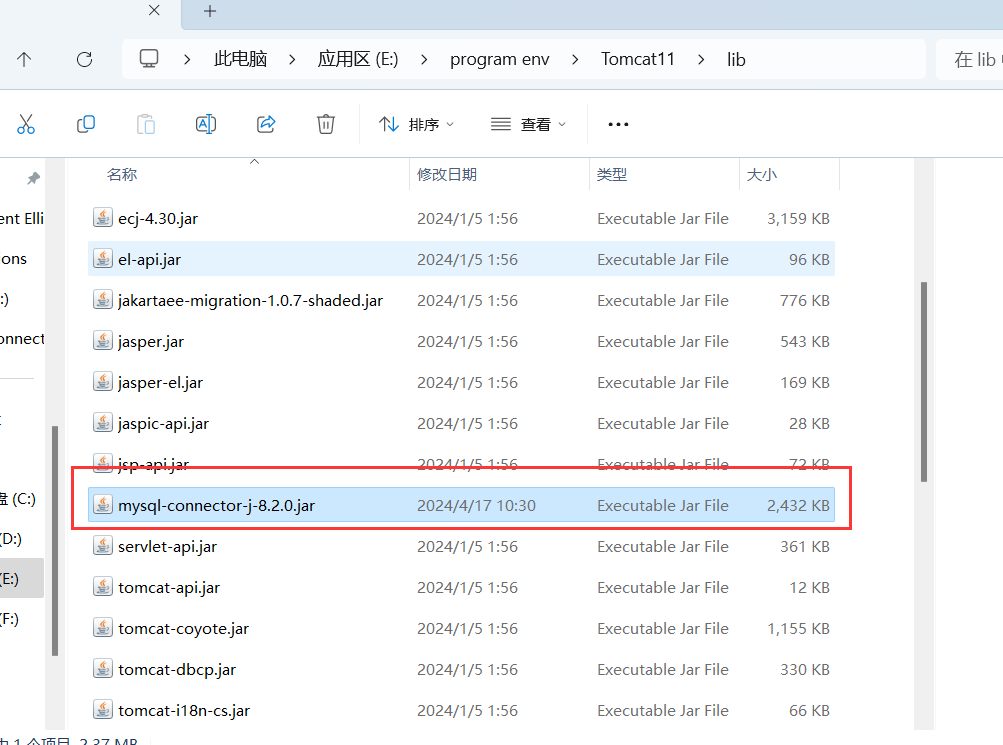 此电脑 应用区 (E:) program env Tomcat11 lib 在 lib
排序 查看
名称 修改日期 类型 大小
ecj-4.30.jar 2024/1/5 1:56 Executable Jar File 3,159 KB
ent Elli
el-api.jar 2024/1/5 1:56 Executable Jar File 96 KB
ons
jakartaee-migration-1.0.7-shaded.jar 2024/1/5 1:56 Executable Jar File 776 KB
:)
jasper.jar 2024/1/5 1:56 Executable Jar File 543 KB
onnect
jasper-el.jar 2024/1/5 1:56 Executable Jar File 169 KB
jaspic-api.jar 2024/1/5 1:56 Executable Jar File 28 KB
jsp-api.jar 2024/1/5 1:56 Executable Jar File 72 KB
mysql-connector-j-8.2.0.jar 2024/4/17 10:30 Executable Jar File 2,432 KB
盘 (C:)
servlet-api.jar 2024/1/5 1:56 Executable Jar File 361 KB
(D:)
tomcat-api.jar 2024/1/5 1:56 Executable Jar File 12 KB
(E:)
tomcat-coyote.jar 2024/1/5 1:56 Executable Jar File 1,155 KB
(F:)
tomcat-dbcp.jar 2024/1/5 1:56 Executable Jar File 330 KB
tomcat-i18n-cs.jar 2024/1/5 1:56 Executable Jar File 66 KB
中 1 个项目 2.37 MB